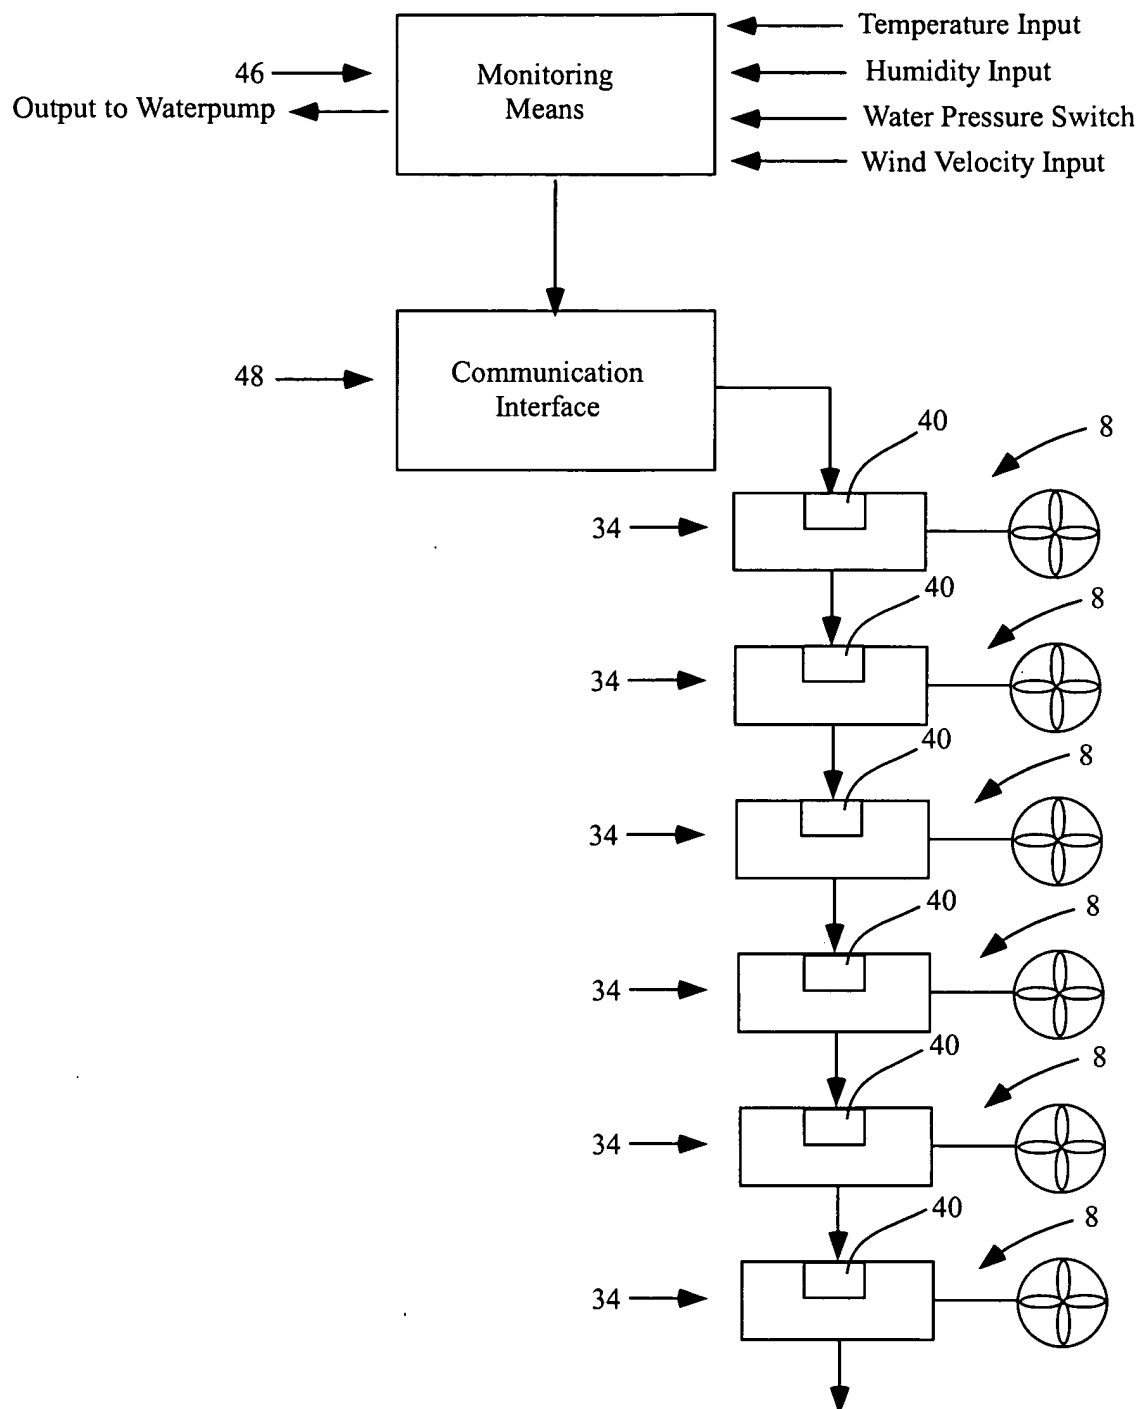 Temperature Input
46
Monitoring
Means
Humidity Input
Output to Waterpump
Water Pressure Switch
Wind Velocity Input
48
Communication
Interface
40
8
34
40
8
34
40
8
34
40
8
34
40
8
34
40
8
34